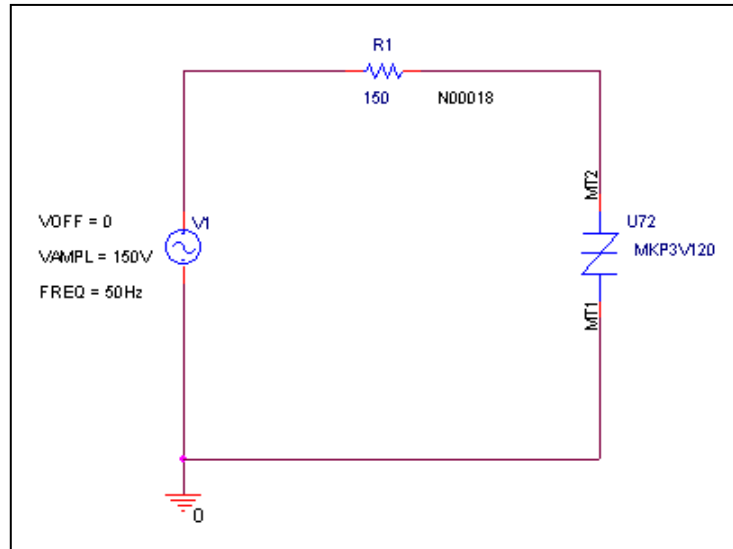 R1
150 N00018
MT2
VOFF = 0
V1
U72
VAMPL = 150V
MKP3V120
FREQ = 50Hz
MT1
0